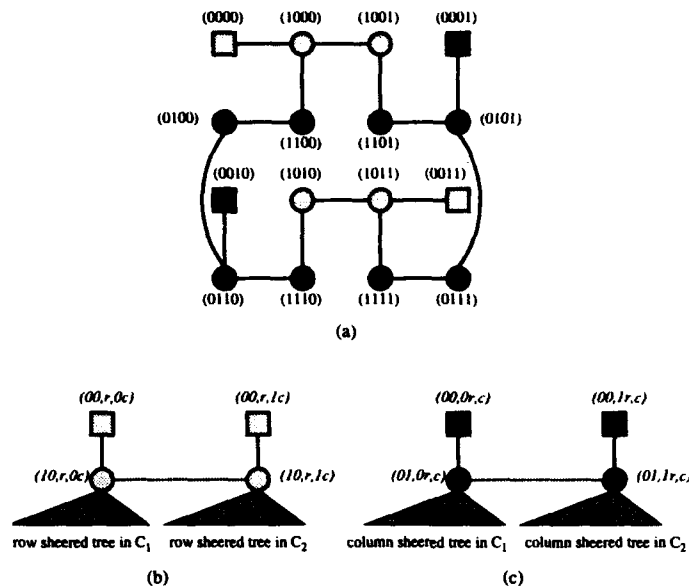 (0000) (1000) (1001) (0001)
(0100) (1100) (1101) (0101)
(0010) (1010) (1011) (0011)
(0110) (1110) (1111) (0111)
(a)
(00,r,0c) (00,r,1c) (00,0r,c) (00,1r,c)
(10,r,0c) (10,r,1c) (01,0r,c) (01,1r,c)
row sheered tree in C1 row sheered tree in C2 column sheered tree in C1 column sheered tree in C2
(b) (c)